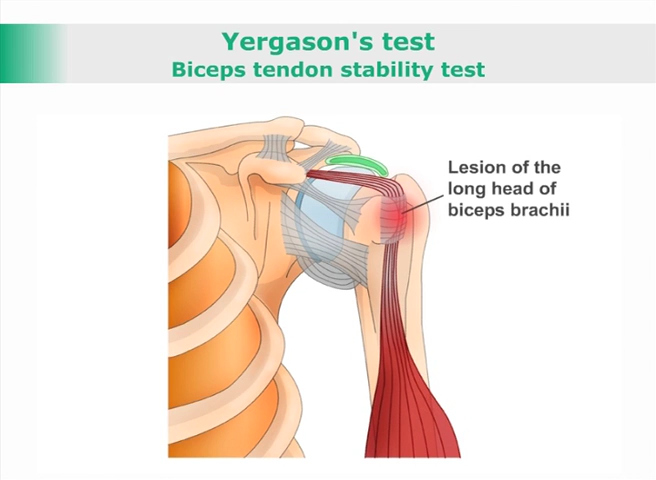 Yergason's test
Biceps tendon stability test
Lesion of the
long head of
biceps brachii